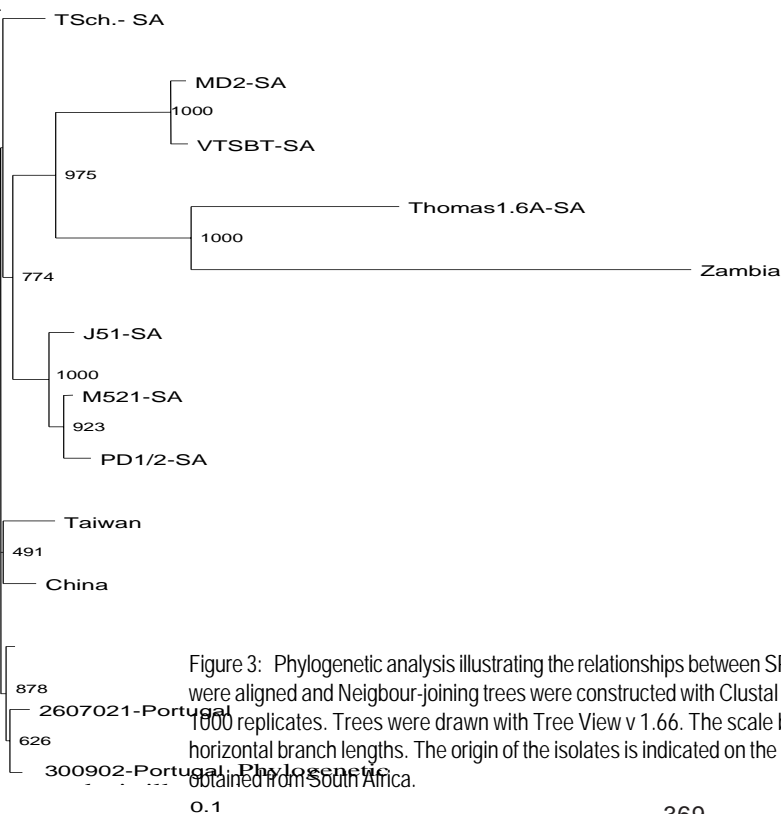 TSch.- SA
MD2-SA
1000
VTSBT-SA
975
Thomas1.6A-SA
1000
Zambia
774
J51-SA
1000
M521-SA
923
PD1/2-SA
Taiwan
491
China
Figure 3: Phylogenetic analysis illustrating the relationships between
878
were aligned and Neigbour-joining trees were constructed with Clustal
2607021-Portugal
1000 replicates. Trees were drawn with Tree View v 1.66. The scale
626
horizontal branch lengths. The origin of the isolates is indicated on the
300902-Portugal Phylogenetic
obtained from South Africa.
0.1
369